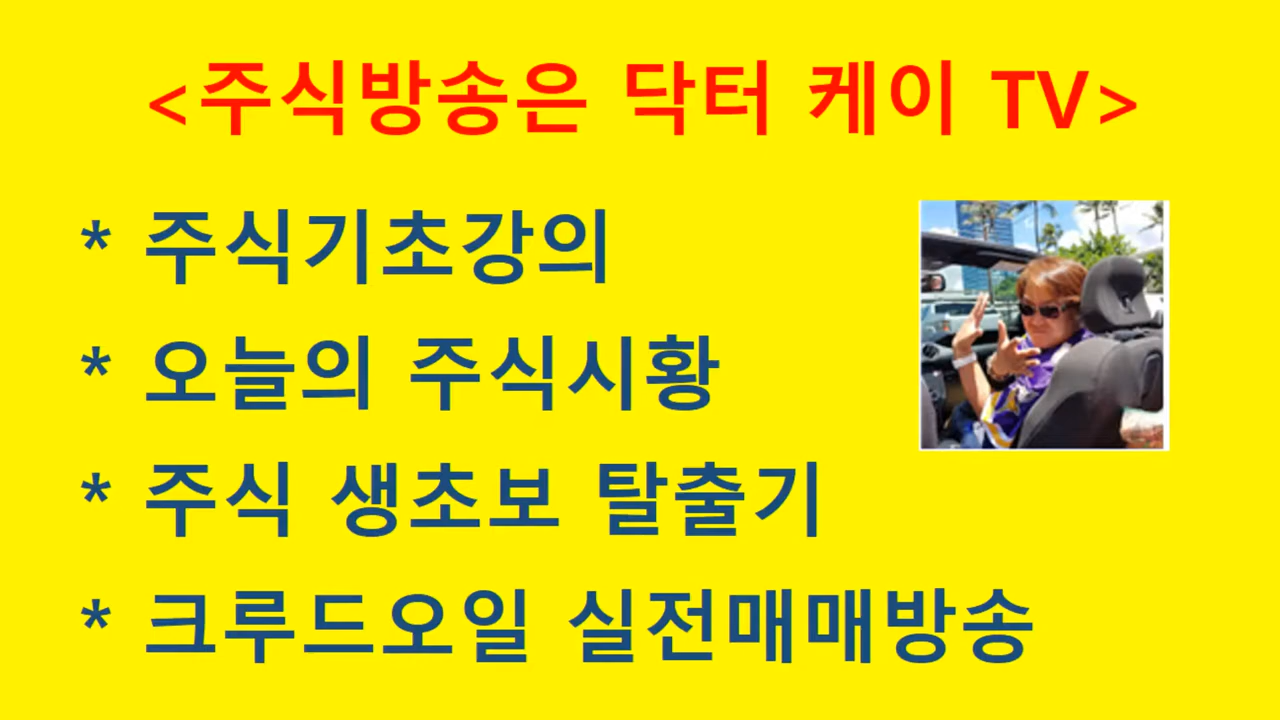 <주식방송은 닥터 케이 TV>
* 주식기초강의
* 오늘의 주식시황
* 주식 생초보 탈출기
* 크루드오일 실전매매방송